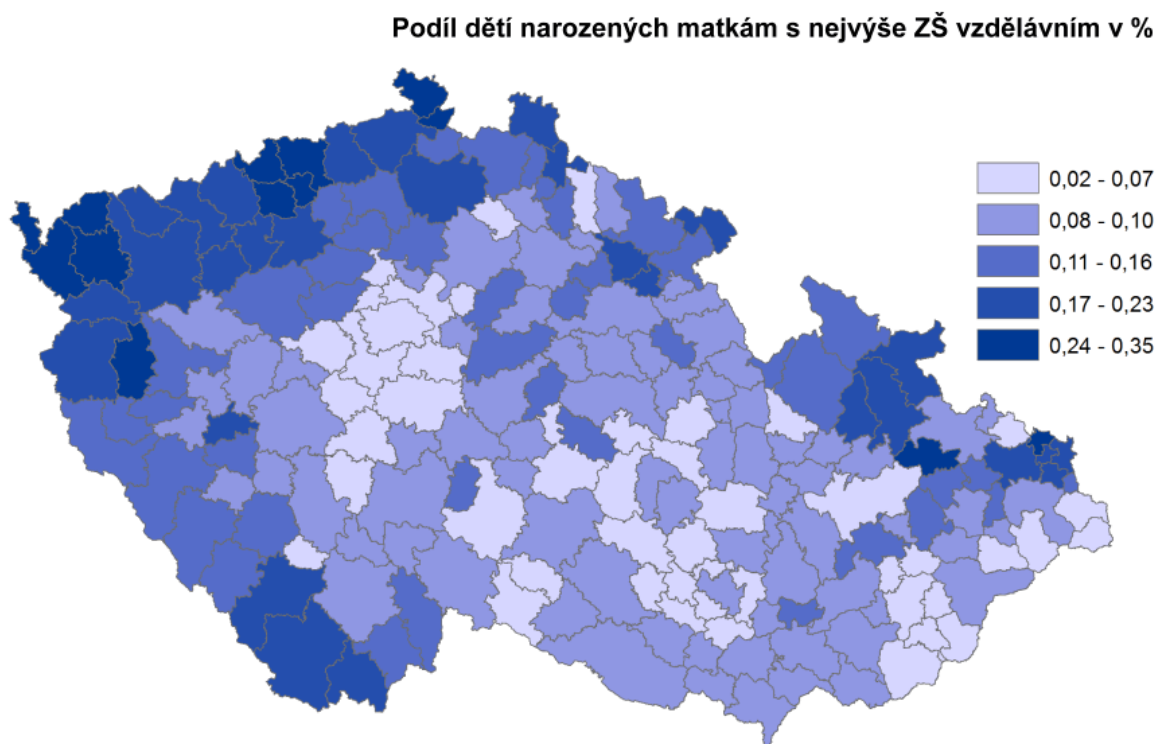 Podíl dětí narozených matkám s nejvýše ZŠ vzdělávním v %
0,02 - 0,07
0,08 - 0,10
0,11 - 0,16
0,17 - 0,23
0,24 - 0,35